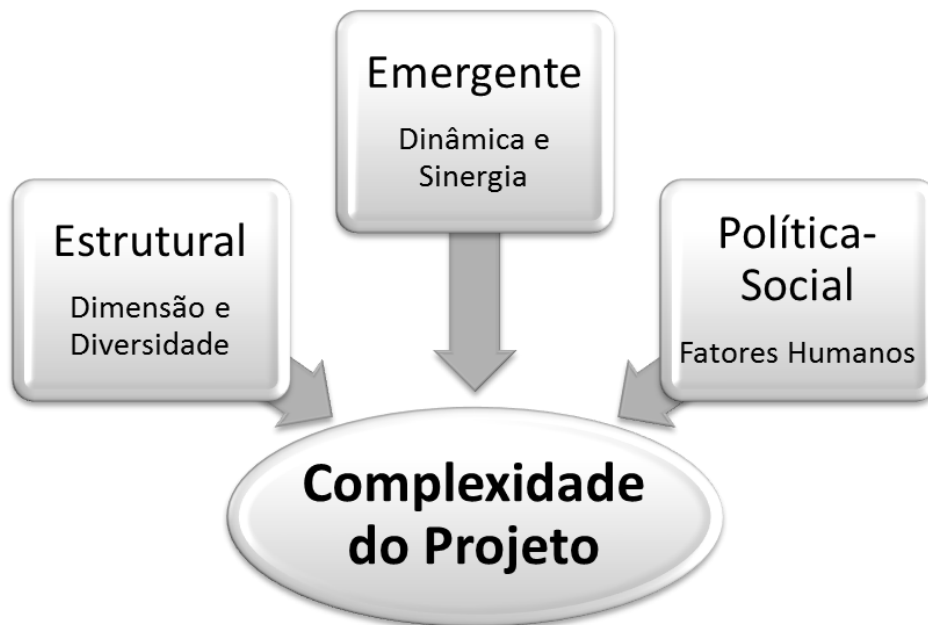 Estrutural
Dimensão e
Diversidade
Emergente
Dinâmica e
Sinergia
Política-
Social
Fatores Humanos
Complexidade
do Projeto